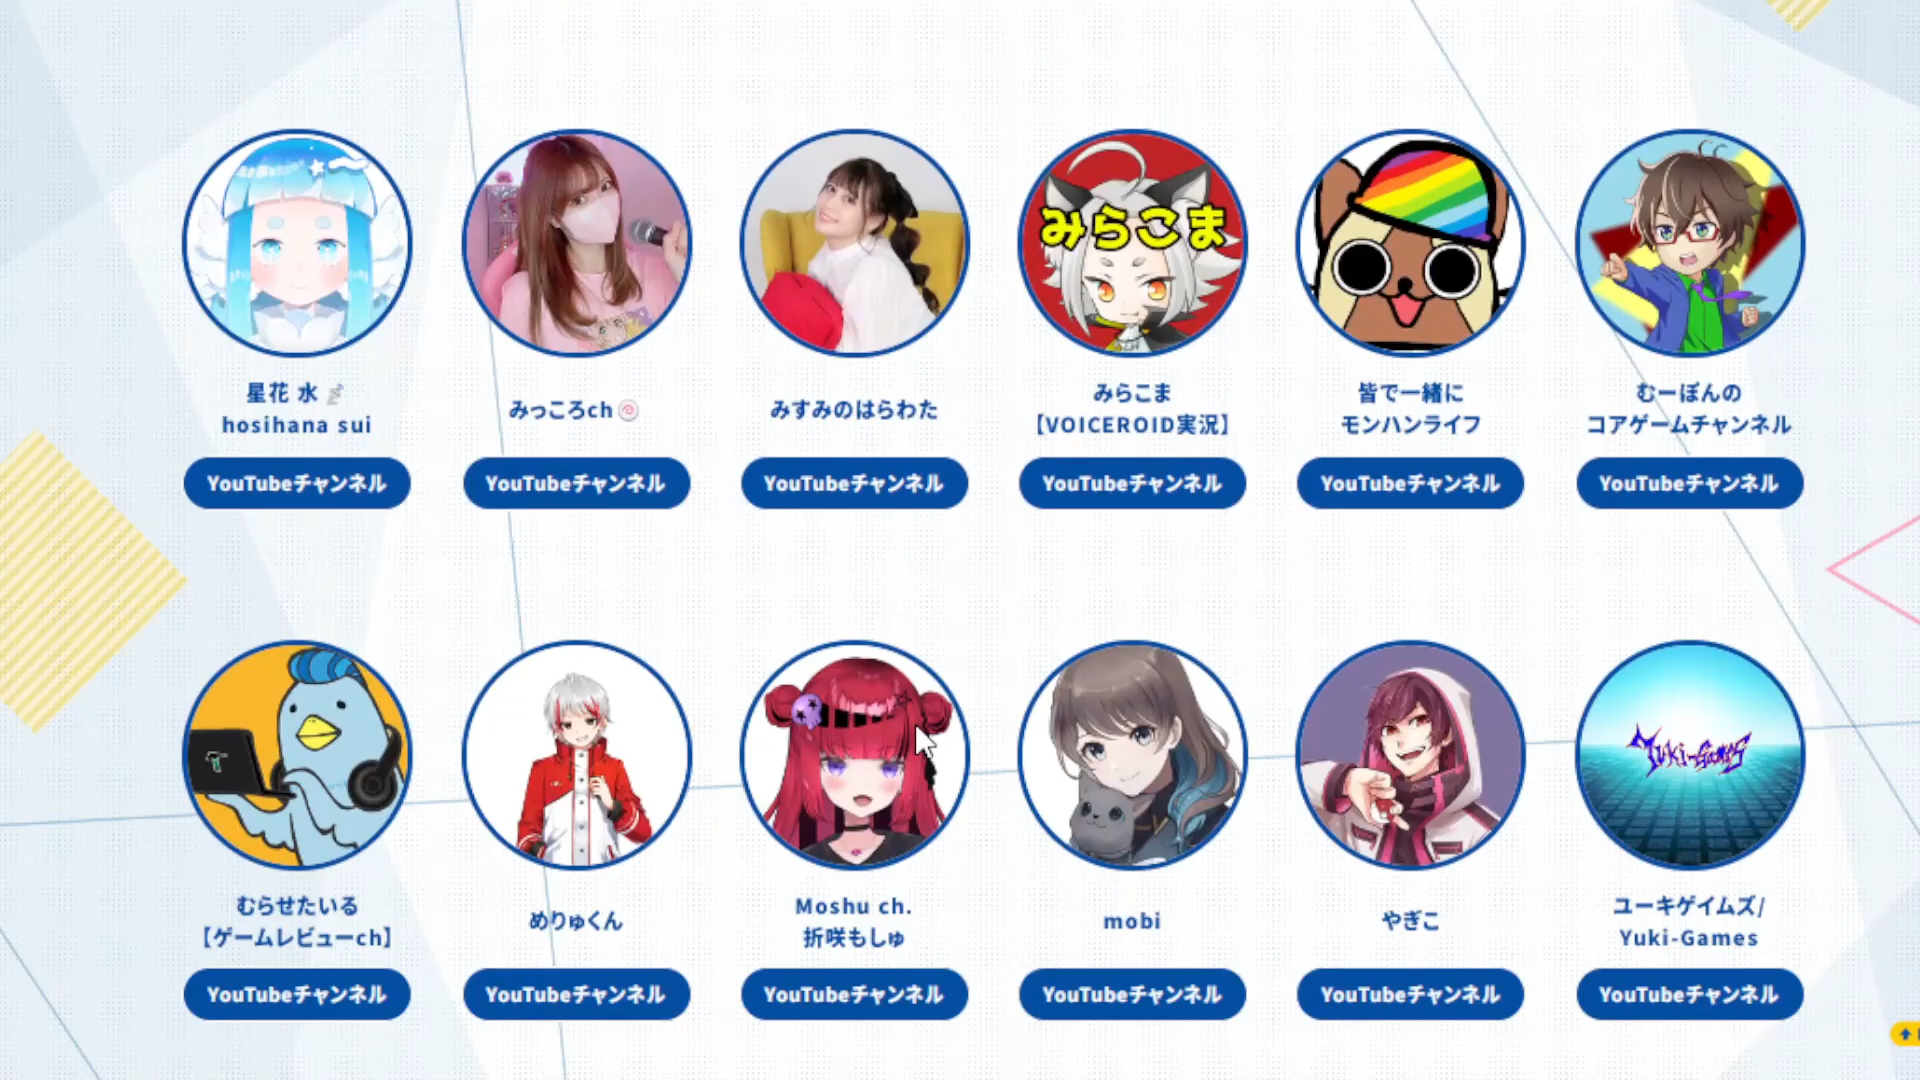 みらこま
星花 水
hosihana sui
みっころch
みすみのはらわた
みらこま
【VOICEROID実況】
皆で一緒に
モンハンライフ
むーぽんの
コアゲームチャンネル
YouTubeチャンネル
YouTubeチャンネル
YouTubeチャンネル
YouTubeチャンネル
YouTubeチャンネル
YouTubeチャンネル
Yuki-Games
むらせたいる
【ゲームレビューch】
めりゅくん
Moshu ch.
折咲もしゅ
mobi
やぎこ
ユーキゲイムズ/
Yuki-Games
YouTubeチャンネル
YouTubeチャンネル
YouTubeチャンネル
YouTubeチャンネル
YouTubeチャンネル
YouTubeチャンネル